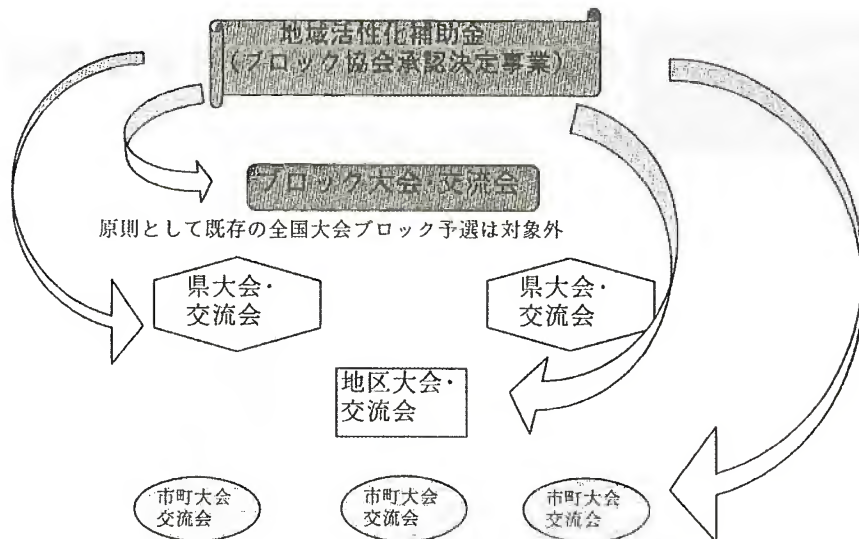 地域活性化補助金
(ブロック協会承認決定事業)
ブロック大会・交流会
原則として既存の全国大会ブロック予選は対象外
県大会・
交流会
県大会・
交流会
地区大会・
交流会
市町大会
交流会
市町大会
交流会
市町大会
交流会